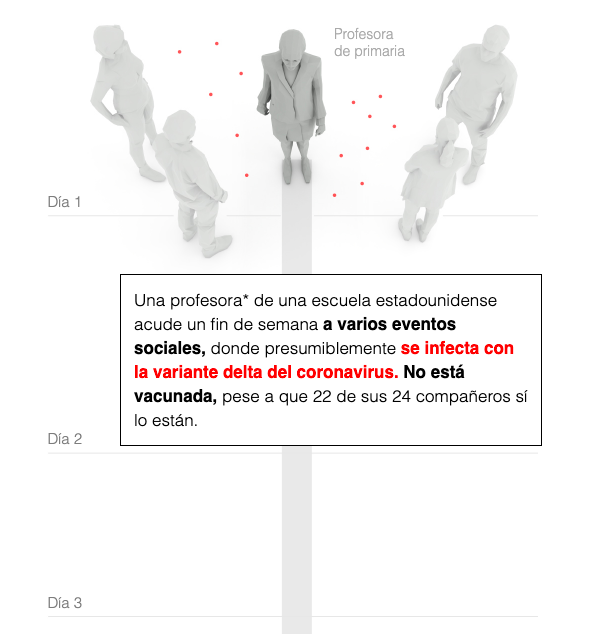 Profesora
de primaria
Día 1
Una profesora* de una escuela estadounidense
acude un fin de semana a varios eventos
sociales, donde presumiblemente se infecta con
la variante delta del coronavirus. No está
vacunada, pese a que 22 de sus 24 compañeros sí
lo están.
Día 2
Día 3